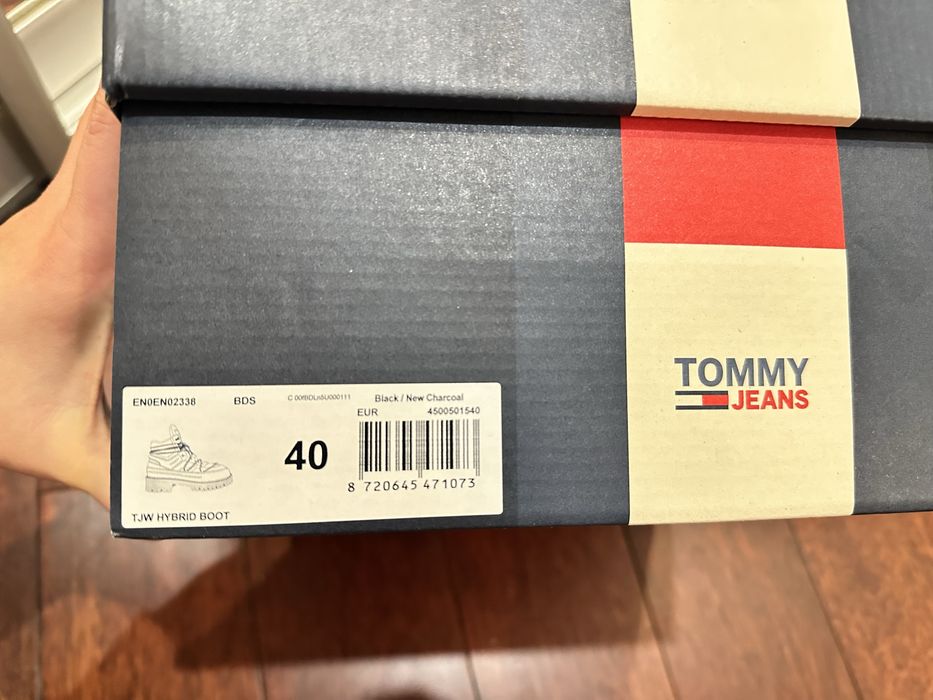 TOMMY
JEANS
EN0EN02338 BDS Black / New Charcoal
EUR 4500501540
40
8 720645 471073
TJW HYBRID BOOT